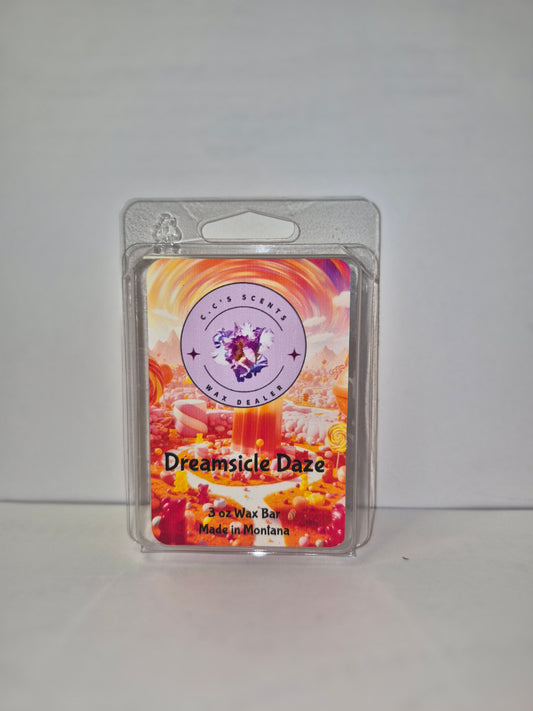 C.C'S SCENTS
WAX DEALER
Dreamsicle Daze
3 oz Wax Bar
Made in Montana